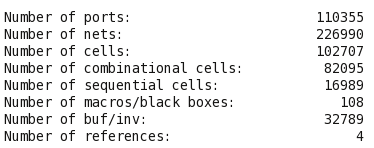 Number of ports: 110355
Number of nets: 226990
Number of cells: 102707
Number of combinational cells: 82095
Number of sequential cells: 16989
Number of macros/black boxes: 108
Number of buf/inv: 32789
Number of references: 4